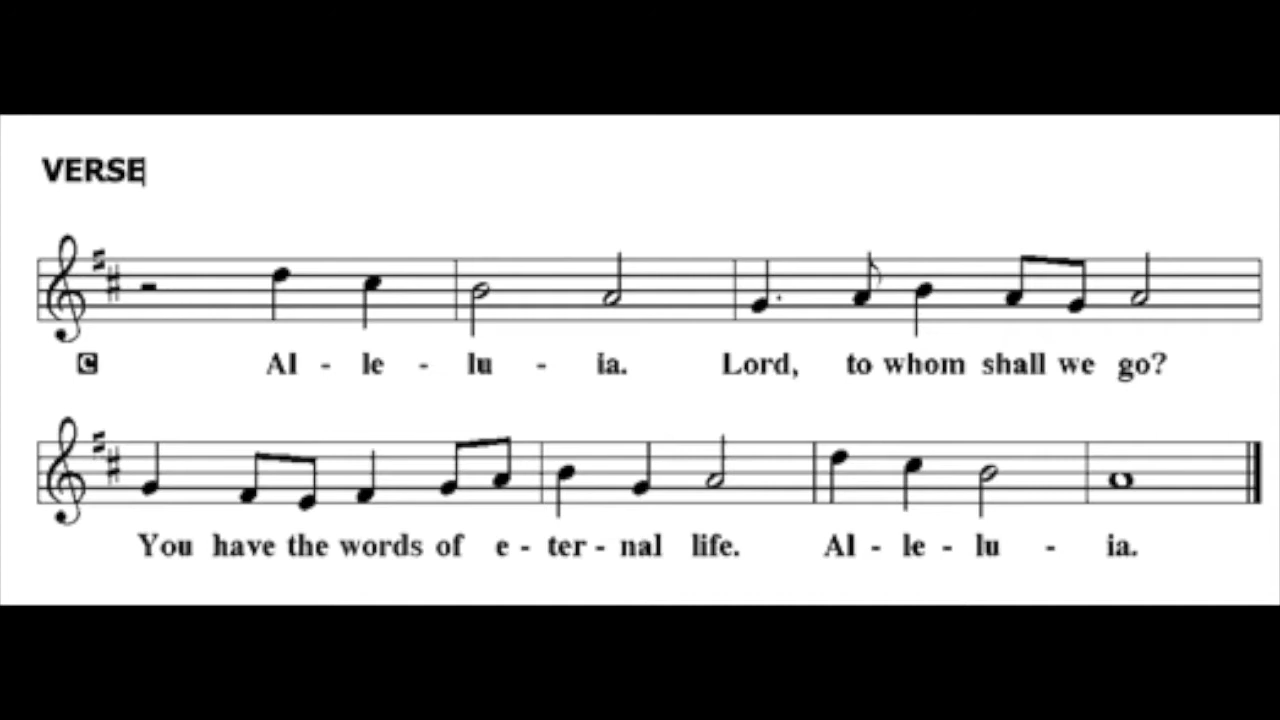 VERSE
C Al - le - lu - ia. Lord, to whom shall we go?
You have the words of e - ter - nal life. Al - le - lu - ia.